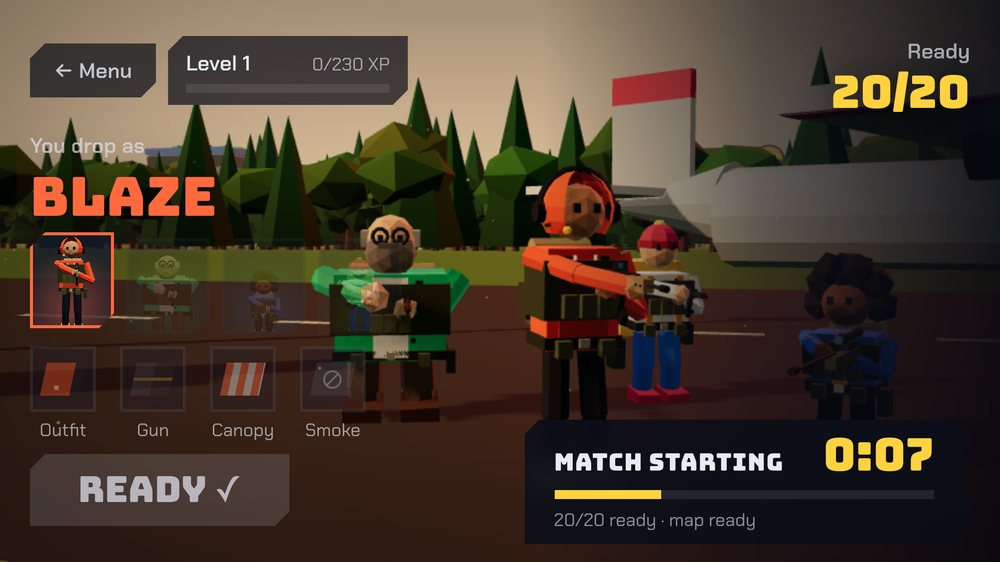 ← Menu
Level 1
0/230 XP
Ready
20/20
You drop as
BLAZE
Outfit
Gun
Canopy
Smoke
READY ✓
MATCH STARTING
0:07
20/20 ready · map ready